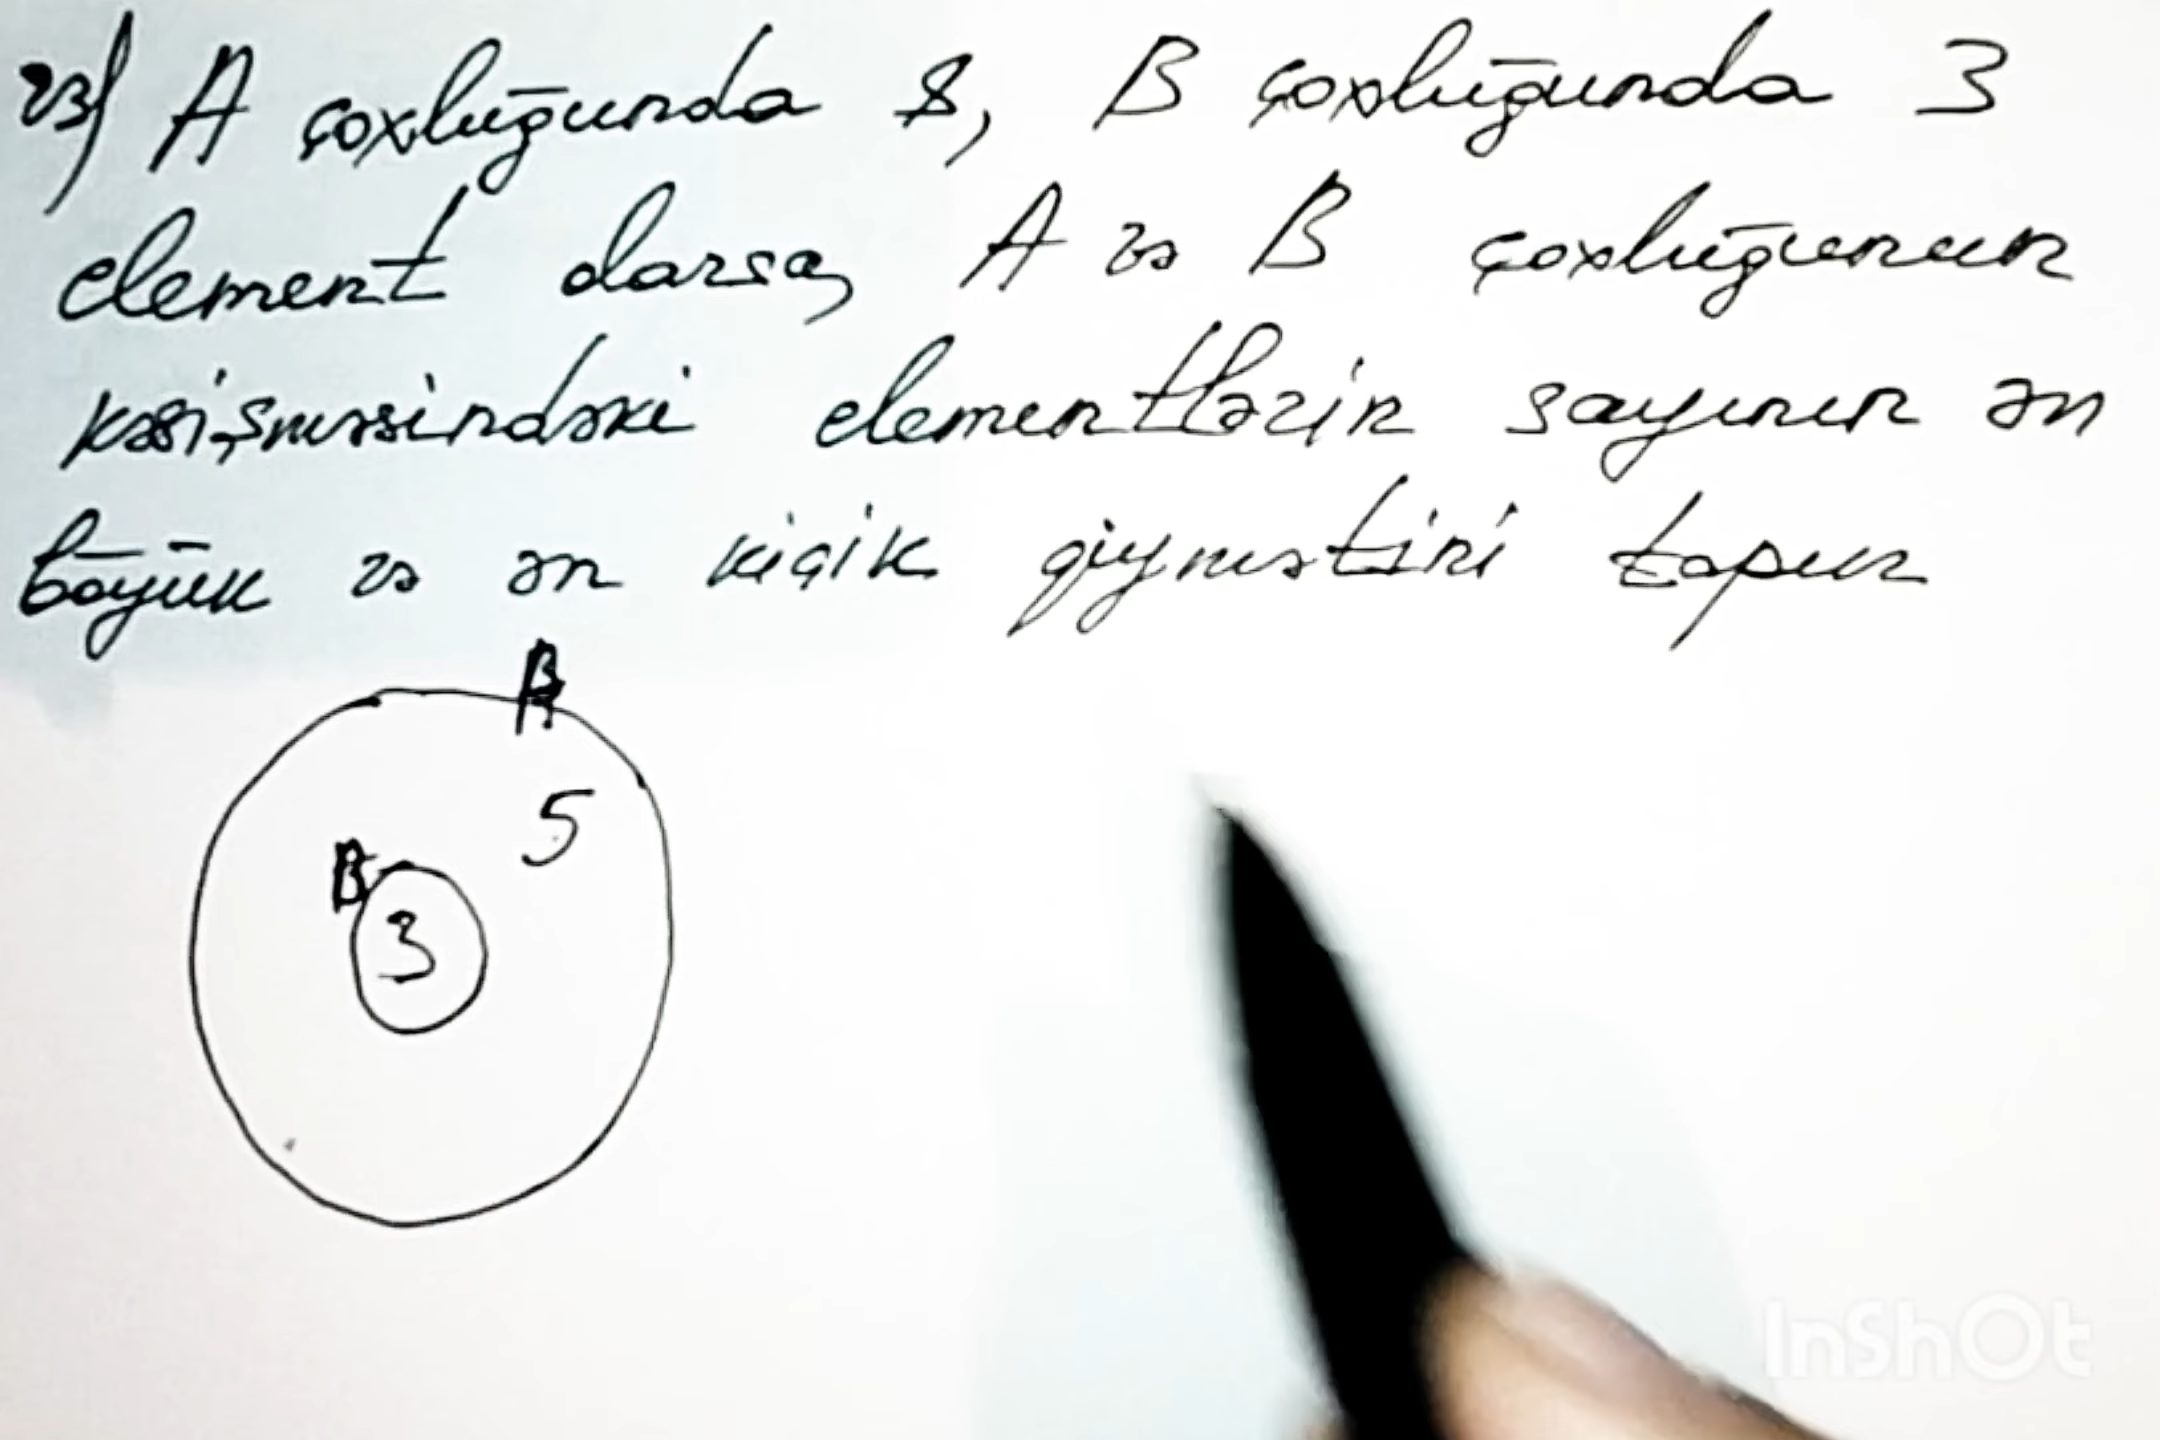 23) A çoxluğunda 8, B çoxluğunda 3
element olarsa, A və B çoxluğunun
kəsişməsindəki elementlərin sayının ən
böyük və ən kiçik qiymətini tapın
B
5
B
3
InShOt